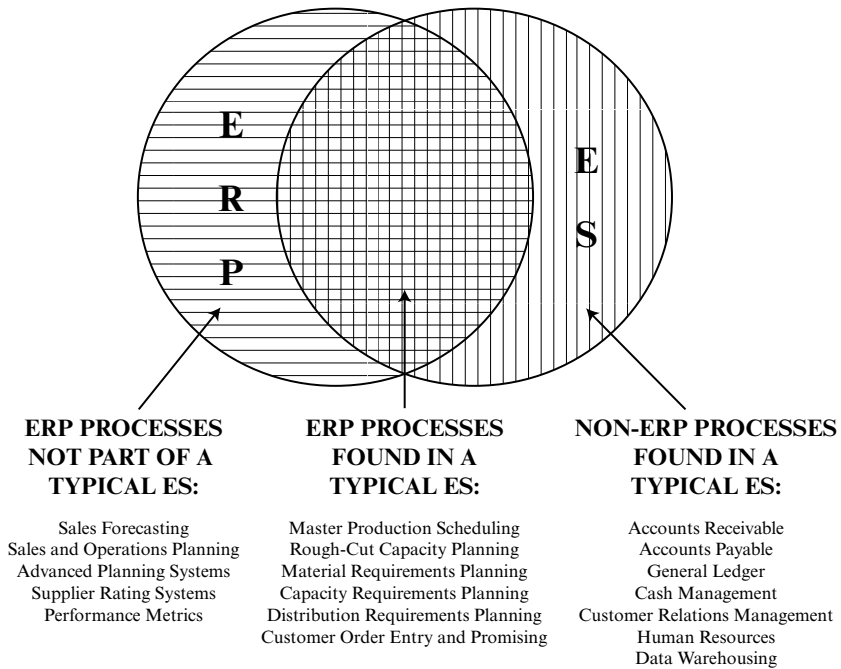 E
R
P
E
S
ERP PROCESSES
NOT PART OF A
TYPICAL ES:
Sales Forecasting
Sales and Operations Planning
Advanced Planning Systems
Supplier Rating Systems
Performance Metrics
ERP PROCESSES
FOUND IN A
TYPICAL ES:
Master Production Scheduling
Rough-Cut Capacity Planning
Material Requirements Planning
Capacity Requirements Planning
Distribution Requirements Planning
Customer Order Entry and Promising
NON-ERP PROCESSES
FOUND IN A
TYPICAL ES:
Accounts Receivable
Accounts Payable
General Ledger
Cash Management
Customer Relations Management
Human Resources
Data Warehousing